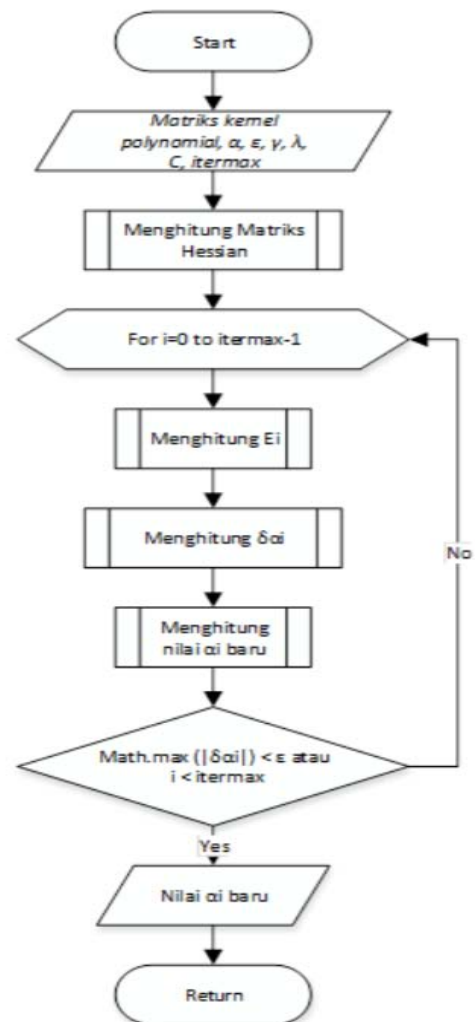 Start
Matriks kernel
polynomial, α, ε, γ, λ,
C, itermax
Menghitung Matriks
Hessian
For i=0 to itermax-1
Menghitung Ei
Menghitung δαi
Menghitung
nilai αi baru
No
Math.max (|δαi|) < ε atau
i < itermax
Yes
Nilai αi baru
Return